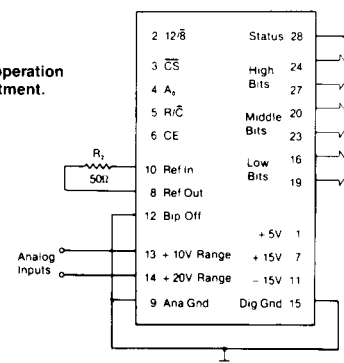 operation
tment.
2 12/8̅
3 C̅S̅
4 A₀
5 R/C̅
6 CE
10 Ref In
8 Ref Out
12 Bip Off
13 + 10V Range
14 + 20V Range
9 Ana Gnd
Status 28
High Bits 24
27
Middle Bits 20
23
Low Bits 16
19
+ 5V 1
+ 15V 7
− 15V 11
Dig Gnd 15
R₂
50Ω
Analog
Inputs